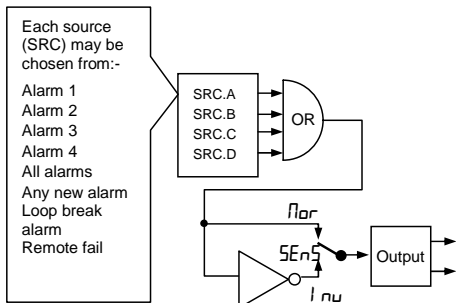 Each source
(SRC) may be
chosen from:-
Alarm 1
Alarm 2
Alarm 3
Alarm 4
All alarms
Any new alarm
Loop break
alarm
Remote fail
SRC.A
SRC.B
SRC.C
SRC.D
OR
nor
SEnS
Inv
Output